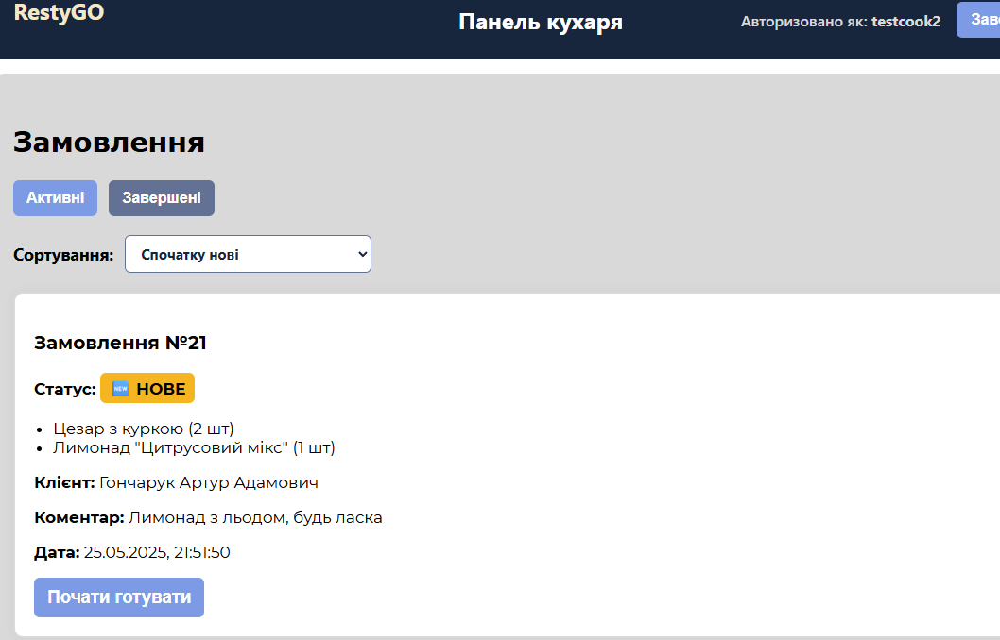 RestyGO
Панель кухаря
Авторизовано як: testcook2
Зав
Замовлення
Активні Завершені
Сортування: Спочатку нові
Замовлення №21
Статус: 🆕 НОВЕ
• Цезар з куркою (2 шт)
• Лимонад "Цитрусовий мікс" (1 шт)
Клієнт: Гончарук Артур Адамович
Коментар: Лимонад з льодом, будь ласка
Дата: 25.05.2025, 21:51:50
Почати готувати